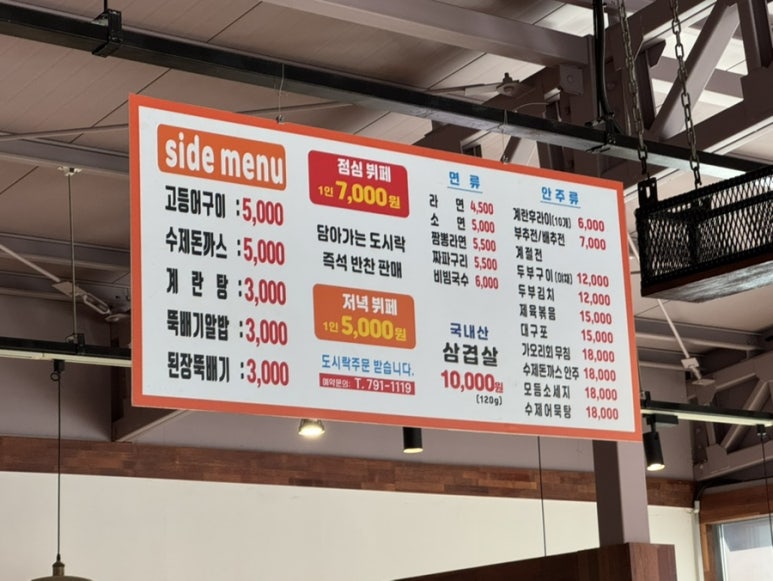 side menu
고등어구이 : 5,000
수제돈까스 : 5,000
계란탕 : 3,000
뚝배기알밥 : 3,000
된장뚝배기 : 3,000
점심 뷔페
1인 7,000원
담아가는 도시락
즉석 반찬 판매
저녁 뷔페
1인 5,000원
도시락주문 받습니다.
예약문의: T. 791-1119
면 류
라 면 4,500
소 면 5,000
짬뽕라면 5,500
짜파구리 5,500
비빔국수 6,000
국내산
삼겹살
10,000원
(120g)
안 주 류
계란후라이(10개) 6,000
부추전/배추전 7,000
계절전
두부구이(야채) 12,000
두부김치 12,000
제육볶음 15,000
대구포 15,000
가오리회무침 18,000
수제돈까스 안주 18,000
모듬소세지 18,000
수제어묵탕 18,000